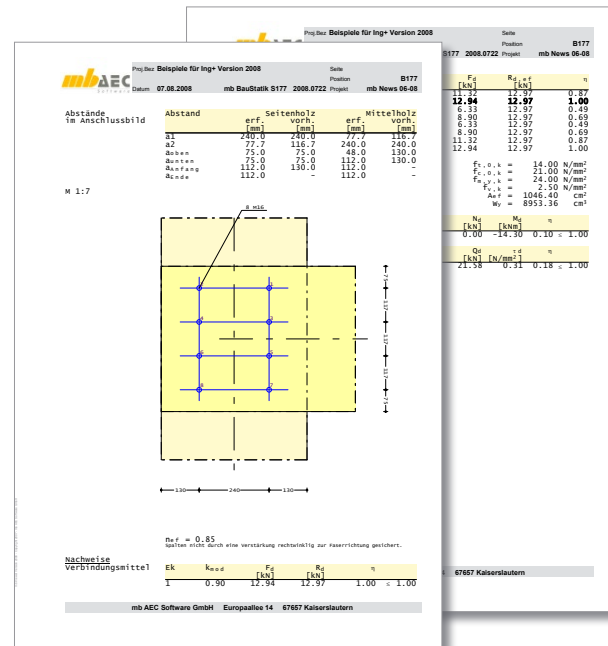 Proj.Bez Beispiele für Ing+ Version 2008 Seite
Position B177
mbAEC Software Datum 07.08.2008 mb BauStatik S177 2008.0722 Projekt mb News 06-08
Abstände im Anschlussbild
Abstand Seitenholz Mittelholz
erf. vorh. erf. vorh.
[mm] [mm] [mm] [mm]
a1 240.0 240.0 77.7 116.7
a2 77.7 116.7 240.0 240.0
aoben 75.0 75.0 48.0 130.0
aunten 75.0 75.0 112.0 130.0
aAnfang 112.0 130.0 112.0 –
aEnde 112.0 – 112.0 –
M 1:7
8 M16
75
117
117
117
75
130 240 130
nef = 0.85
Spalten nicht durch eine verstärkung rechtwinklig zur Faserrichtung gesichert.
Nachweise
Verbindungsmittel
Ek kmod Fd Rd η
[kN] [kN]
1 0.90 12.94 12.97 1.00 ≤ 1.00
mb AEC Software GmbH Europaallee 14 67657 Kaiserslautern
Proj.Bez Beispiele für Ing+ Version 2008 Seite
Position B177
S177 2008.0722 Projekt mb News 06-08
Fd Rd,ef η
[kN] [kN]
11.32 12.97 0.87
12.94 12.97 1.00
6.33 12.97 0.49
8.90 12.97 0.69
6.33 12.97 0.49
8.90 12.97 0.69
11.32 12.97 0.87
12.94 12.97 1.00
ft,0,k = 14.00 N/mm²
fc,0,k = 21.00 N/mm²
fm,y,k = 24.00 N/mm²
fv,k = 2.50 N/mm²
Aef = 1046.40 cm²
Wy = 8953.36 cm³
Nd Md η
[kN] [kNm]
0.00 -14.30 0.10 ≤ 1.00
Qd τd η
[kN] [N/mm²]
21.58 0.31 0.18 ≤ 1.00
67657 Kaiserslautern